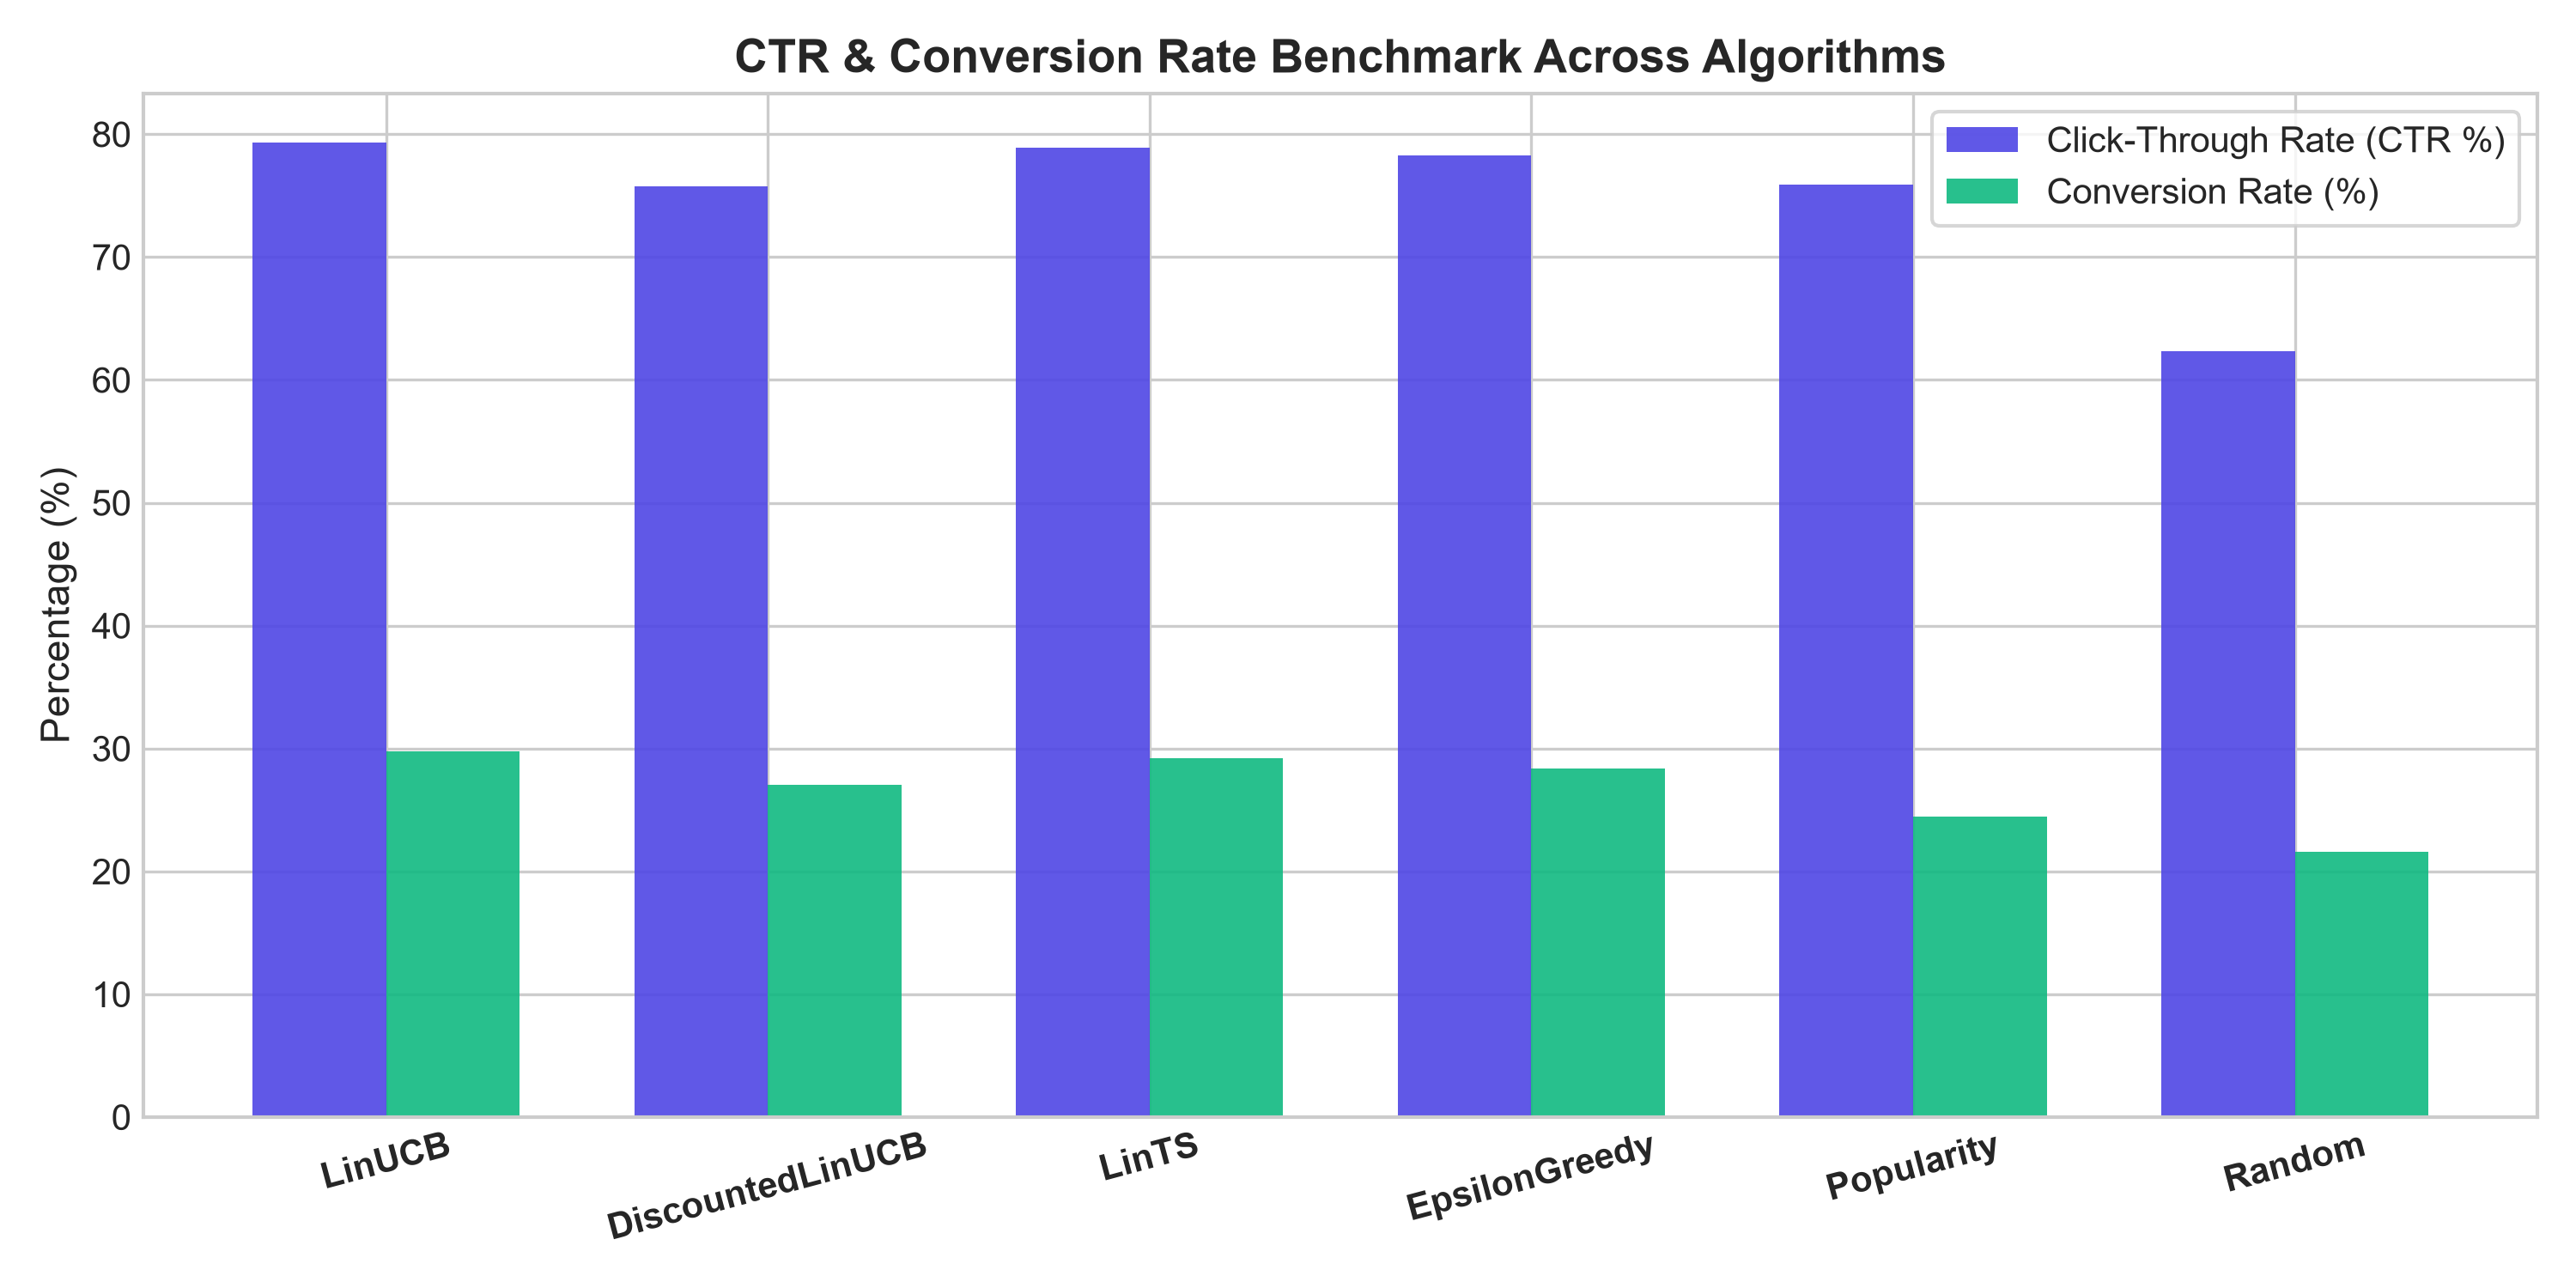 CTR & Conversion Rate Benchmark Across Algorithms
Click-Through Rate (CTR %)
Conversion Rate (%)
Percentage (%)
80
70
60
50
40
30
20
10
0
LinUCB
DiscountedLinUCB
LinTS
EpsilonGreedy
Popularity
Random